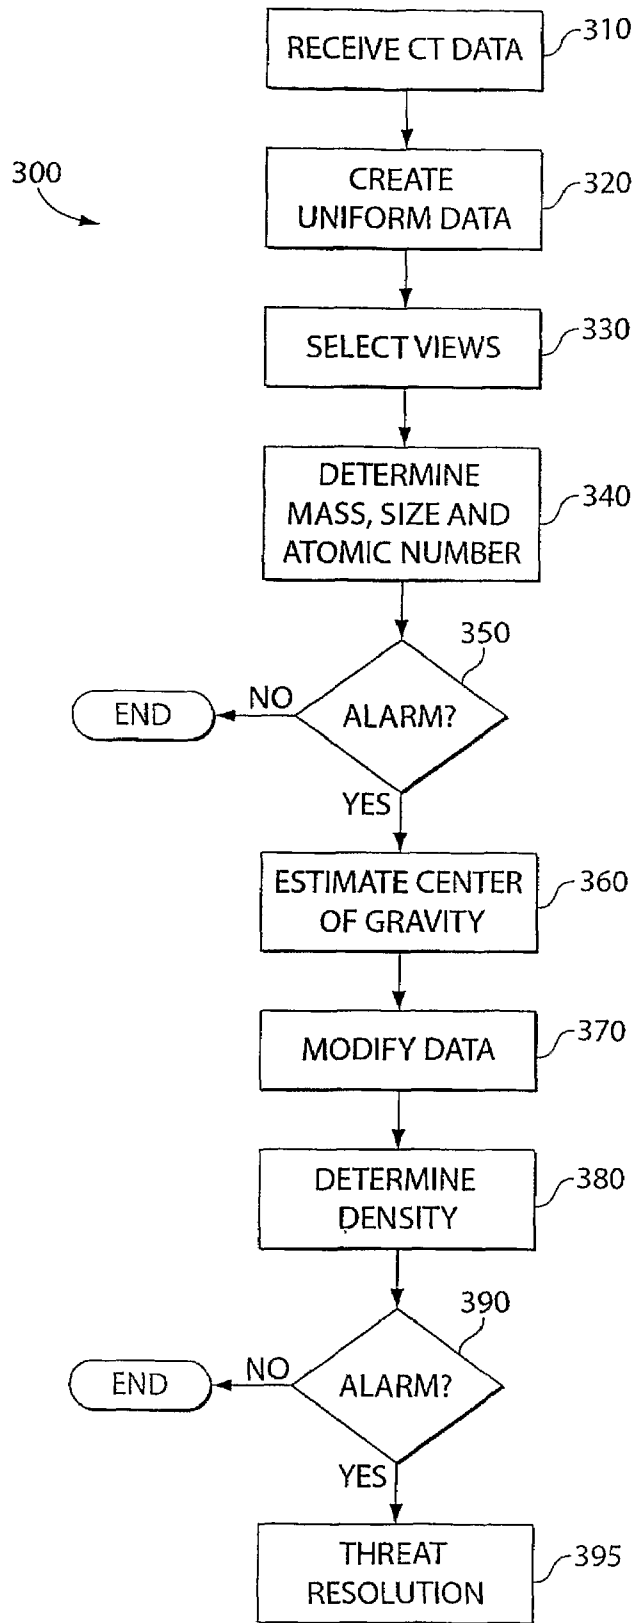 RECEIVE CT DATA
310
300
CREATE
UNIFORM DATA
320
SELECT VIEWS
330
DETERMINE
MASS, SIZE AND
ATOMIC NUMBER
340
350
ALARM?
NO
END
YES
ESTIMATE CENTER
OF GRAVITY
360
MODIFY DATA
370
DETERMINE
DENSITY
380
390
ALARM?
NO
END
YES
THREAT
RESOLUTION
395